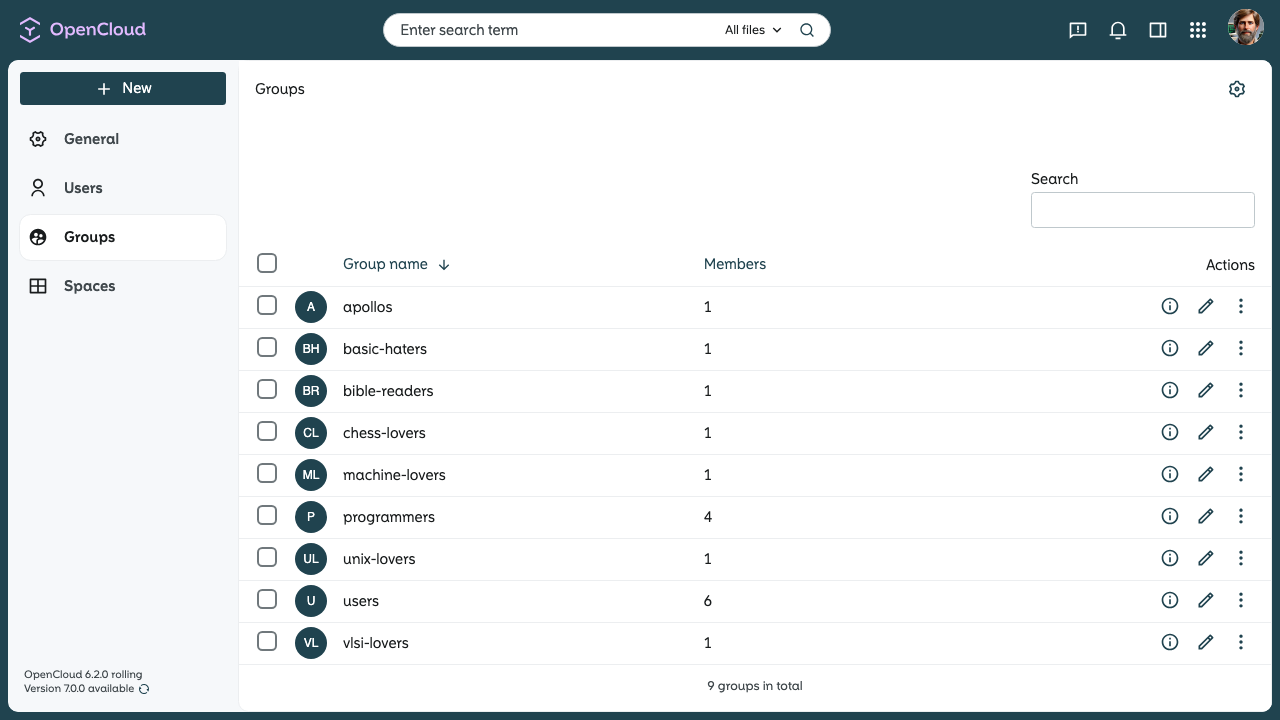 OpenCloud
Enter search term
All files
New
General
Users
Groups
Spaces
Groups
Search
Group name Members Actions
A apollos 1
BH basic-haters 1
BR bible-readers 1
CL chess-lovers 1
ML machine-lovers 1
P programmers 4
UL unix-lovers 1
U users 6
VL vlsi-lovers 1
9 groups in total
OpenCloud 6.2.0 rolling
Version 7.0.0 available